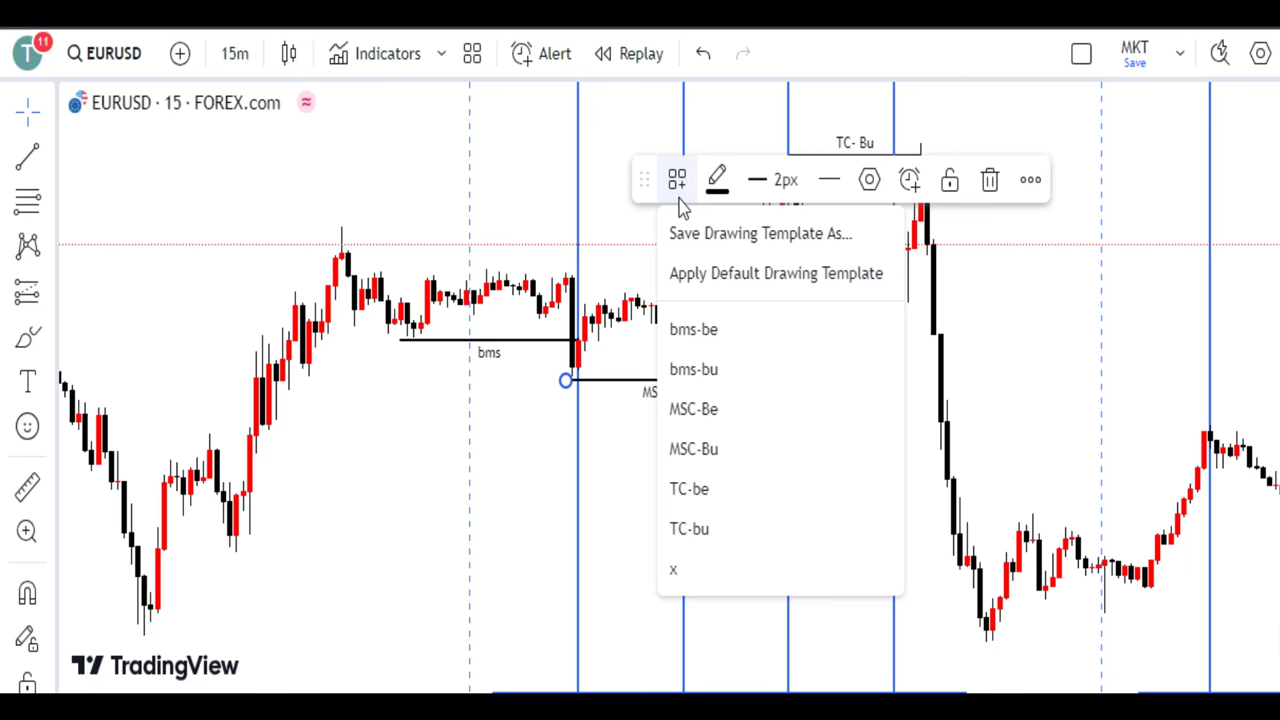 T
11
EURUSD
15m
Indicators
Alert
Replay
MKT
Save
EURUSD · 15 · FOREX.com
TC- Bu
2px
Save Drawing Template As...
Apply Default Drawing Template
bms-be
bms
bms-bu
MSC-Be
MSC-Bu
TC-be
TC-bu
x
TradingView